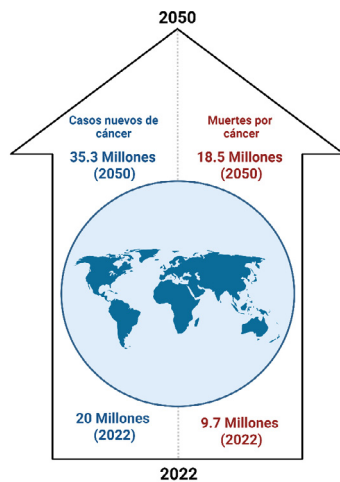 2050
Casos nuevos de
cáncer
35.3 Millones
(2050)
Muertes por
cáncer
18.5 Millones
(2050)
20 Millones
(2022)
9.7 Millones
(2022)
2022